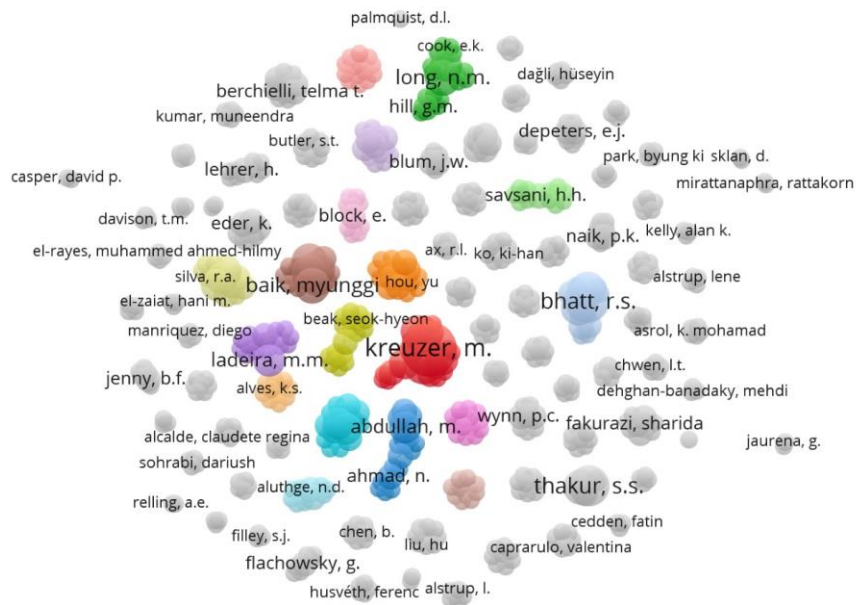 palmquist, d.l.
cook, e.k.
long, n.m.
dağli, hüseyin
berchielli, telma t.
hill, g.m.
kumar, muneendra
butler, s.t.
depeters, e.j.
blum, j.w.
park, byung ki
sklan, d.
lehrer, h.
casper, david p.
mirattanaphra, rattakorn
savsani, h.h.
davison, t.m.
eder, k.
block, e.
naik, p.k.
kelly, alan k.
el-rayes, muhammed ahmed-hilmy
ax, r.l.
ko, ki-han
silva, r.a.
baik, myunggi
hou, yu
alstrup, lene
el-zaiat, hani m.
bhatt, r.s.
beak, seok-hyeon
manriquez, diego
asrol, k. mohamad
kreuzer, m.
ladeira, m.m.
chwen, l.t.
jenny, b.f.
alves, k.s.
dehghan-banadaky, mehdi
wynn, p.c.
abdullah, m.
fakurazi, sharida
alcalde, claudete regina
jaurena, g.
sohrabi, dariush
ahmad, n.
aluthge, n.d.
thakur, s.s.
relling, a.e.
cedden, fatin
filley, s.j.
chen, b.
liu, hu
caprarulo, valentina
flachowsky, g.
husvéth, ferenc
alstrup, l.